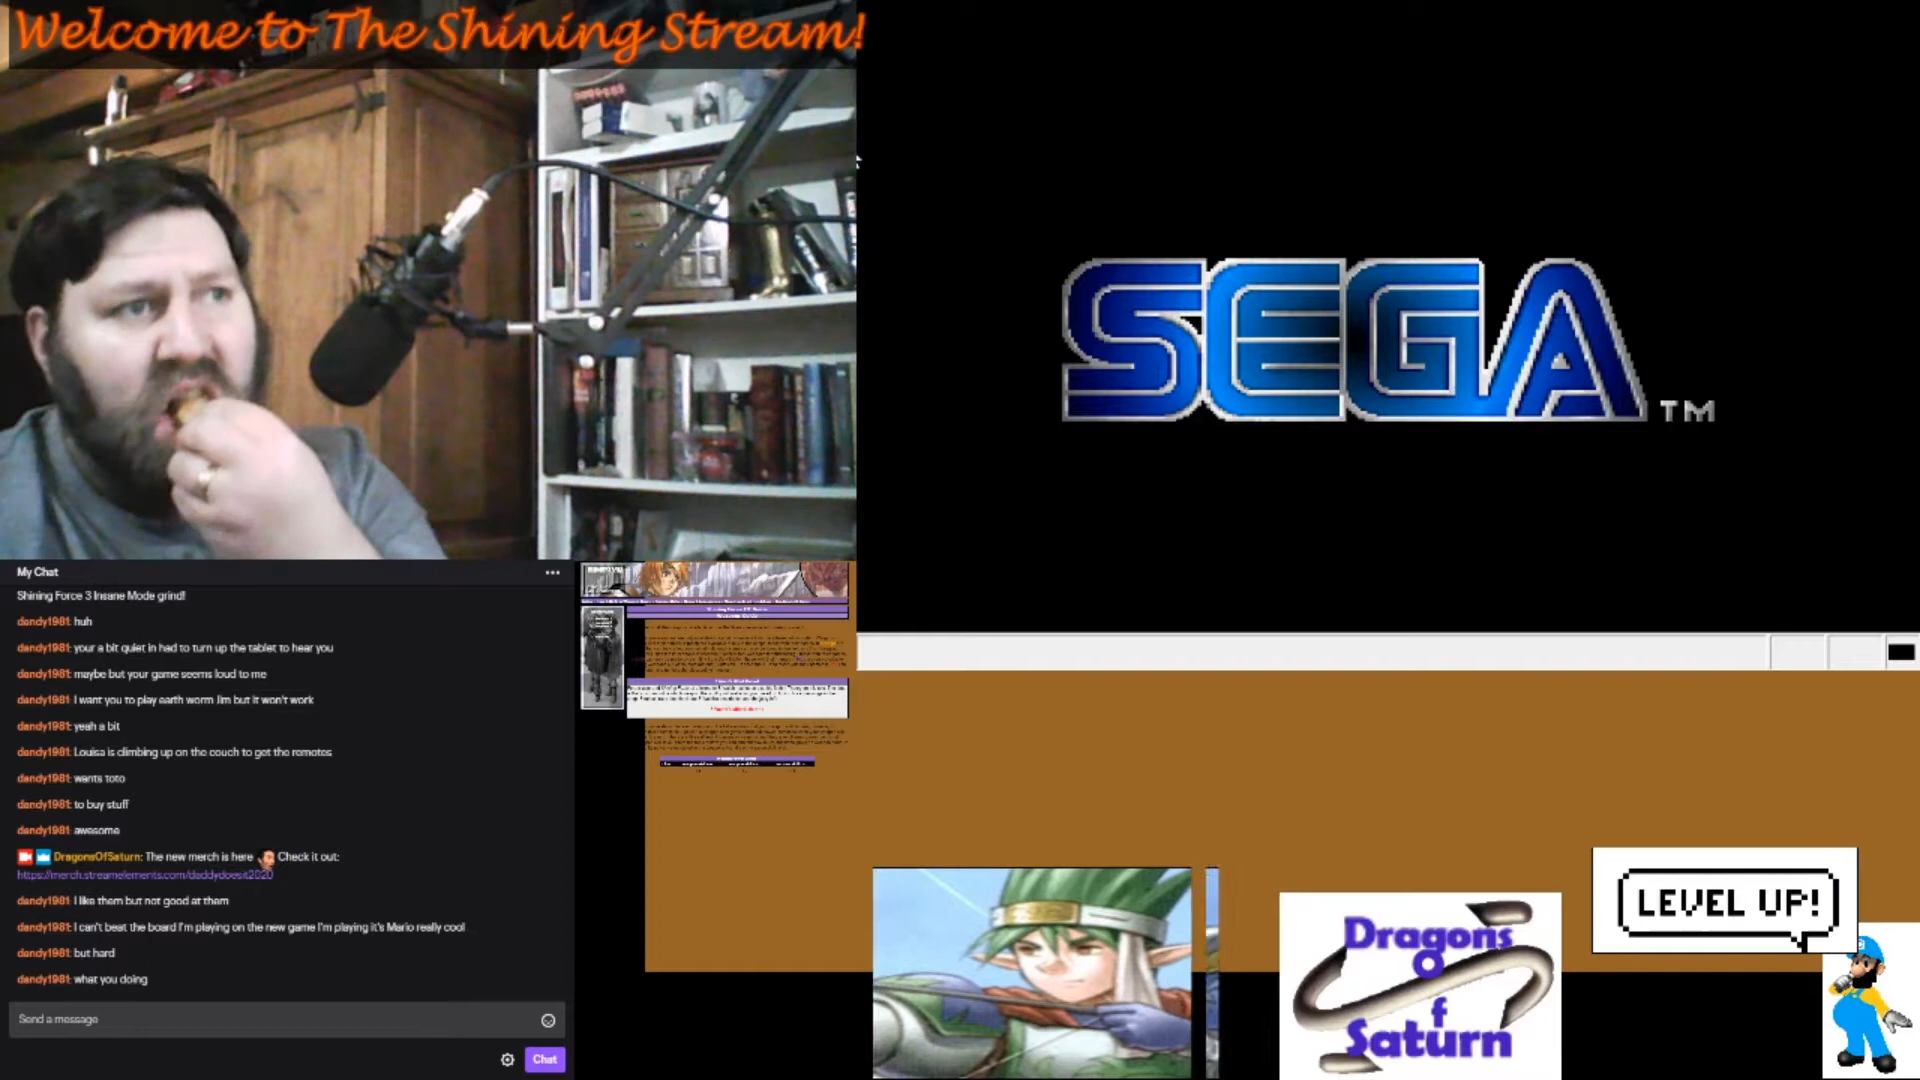 Welcome to The Shining Stream!
SEGA TM
My Chat
Shining Force 3 Insane Mode grind!
dandy1981: huh
dandy1981: your a bit quiet in had to turn up the tablet to hear you
dandy1981: maybe but your game seems loud to me
dandy1981: I want you to play earth worm Jim but it won't work
dandy1981: yeah a bit
dandy1981: Louisa is climbing up on the couch to get the remotes
dandy1981: wants toto
dandy1981: to buy stuff
dandy1981: awesome
DragonsOfSaturn: The new merch is here Check it out:
https://merch.streamelements.com/daddydoesit2020
dandy1981: I like them but not good at them
dandy1981: I can't beat the board I'm playing on the new game I'm playing it's Mario really cool
dandy1981: but hard
dandy1981: what you doing
Send a message
Chat
Dragons
Of
Saturn
LEVEL UP!